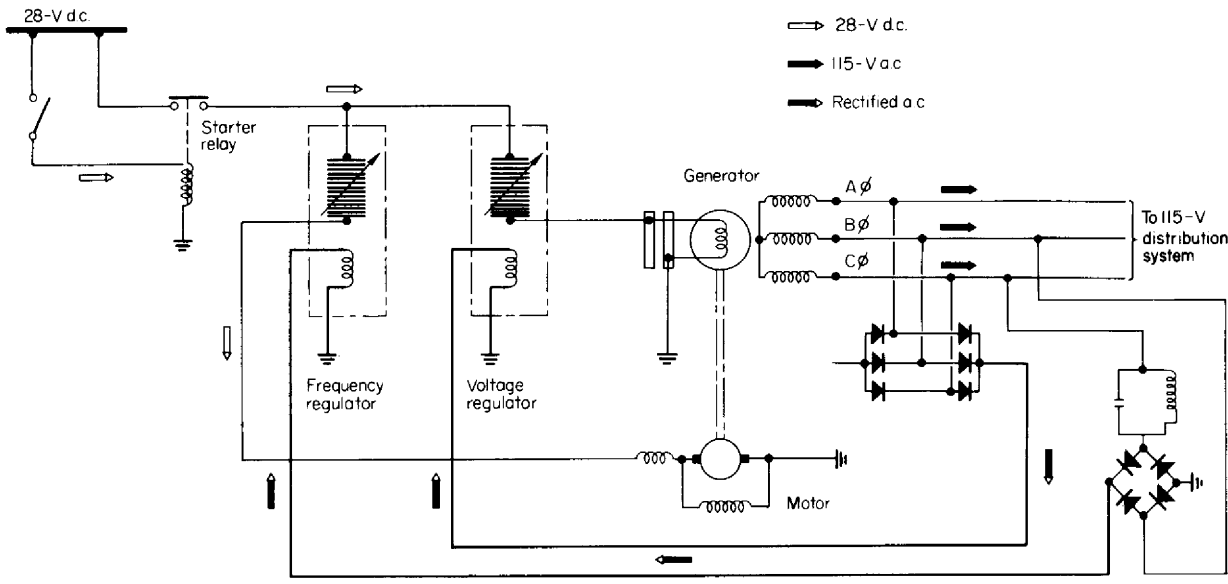 28-V d.c.
28-V d.c.
115-V a.c
Rectified a c
Starter
relay
Generator
AØ
BØ
CØ
To 115-V
distribution
system
Frequency
regulator
Voltage
regulator
Motor